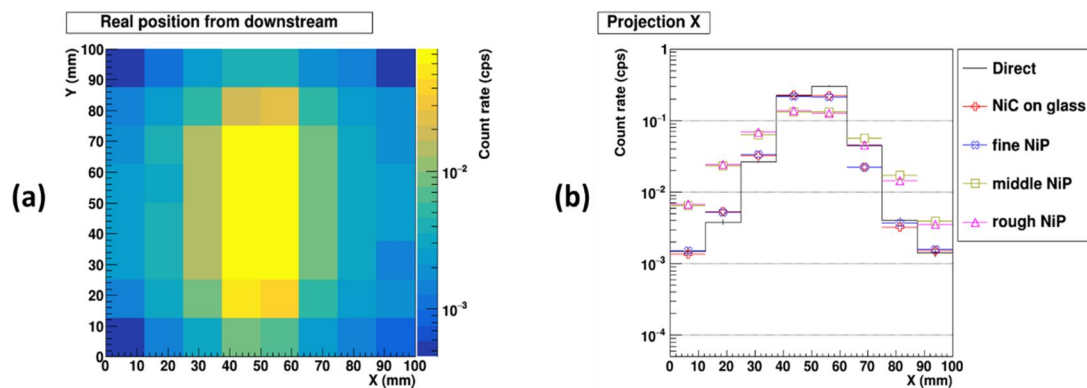 Real position from downstream
Y (mm)
100
90
80
70
60
50
40
30
20
10
0
0 10 20 30 40 50 60 70 80 90 100
X (mm)
10⁻²
10⁻³
Count rate (cps)
(a)
Projection X
Count rate (cps)
1
10⁻¹
10⁻²
10⁻³
10⁻⁴
0 10 20 30 40 50 60 70 80 90 100
X (mm)
(b)
Direct
NiC on glass
fine NiP
middle NiP
rough NiP